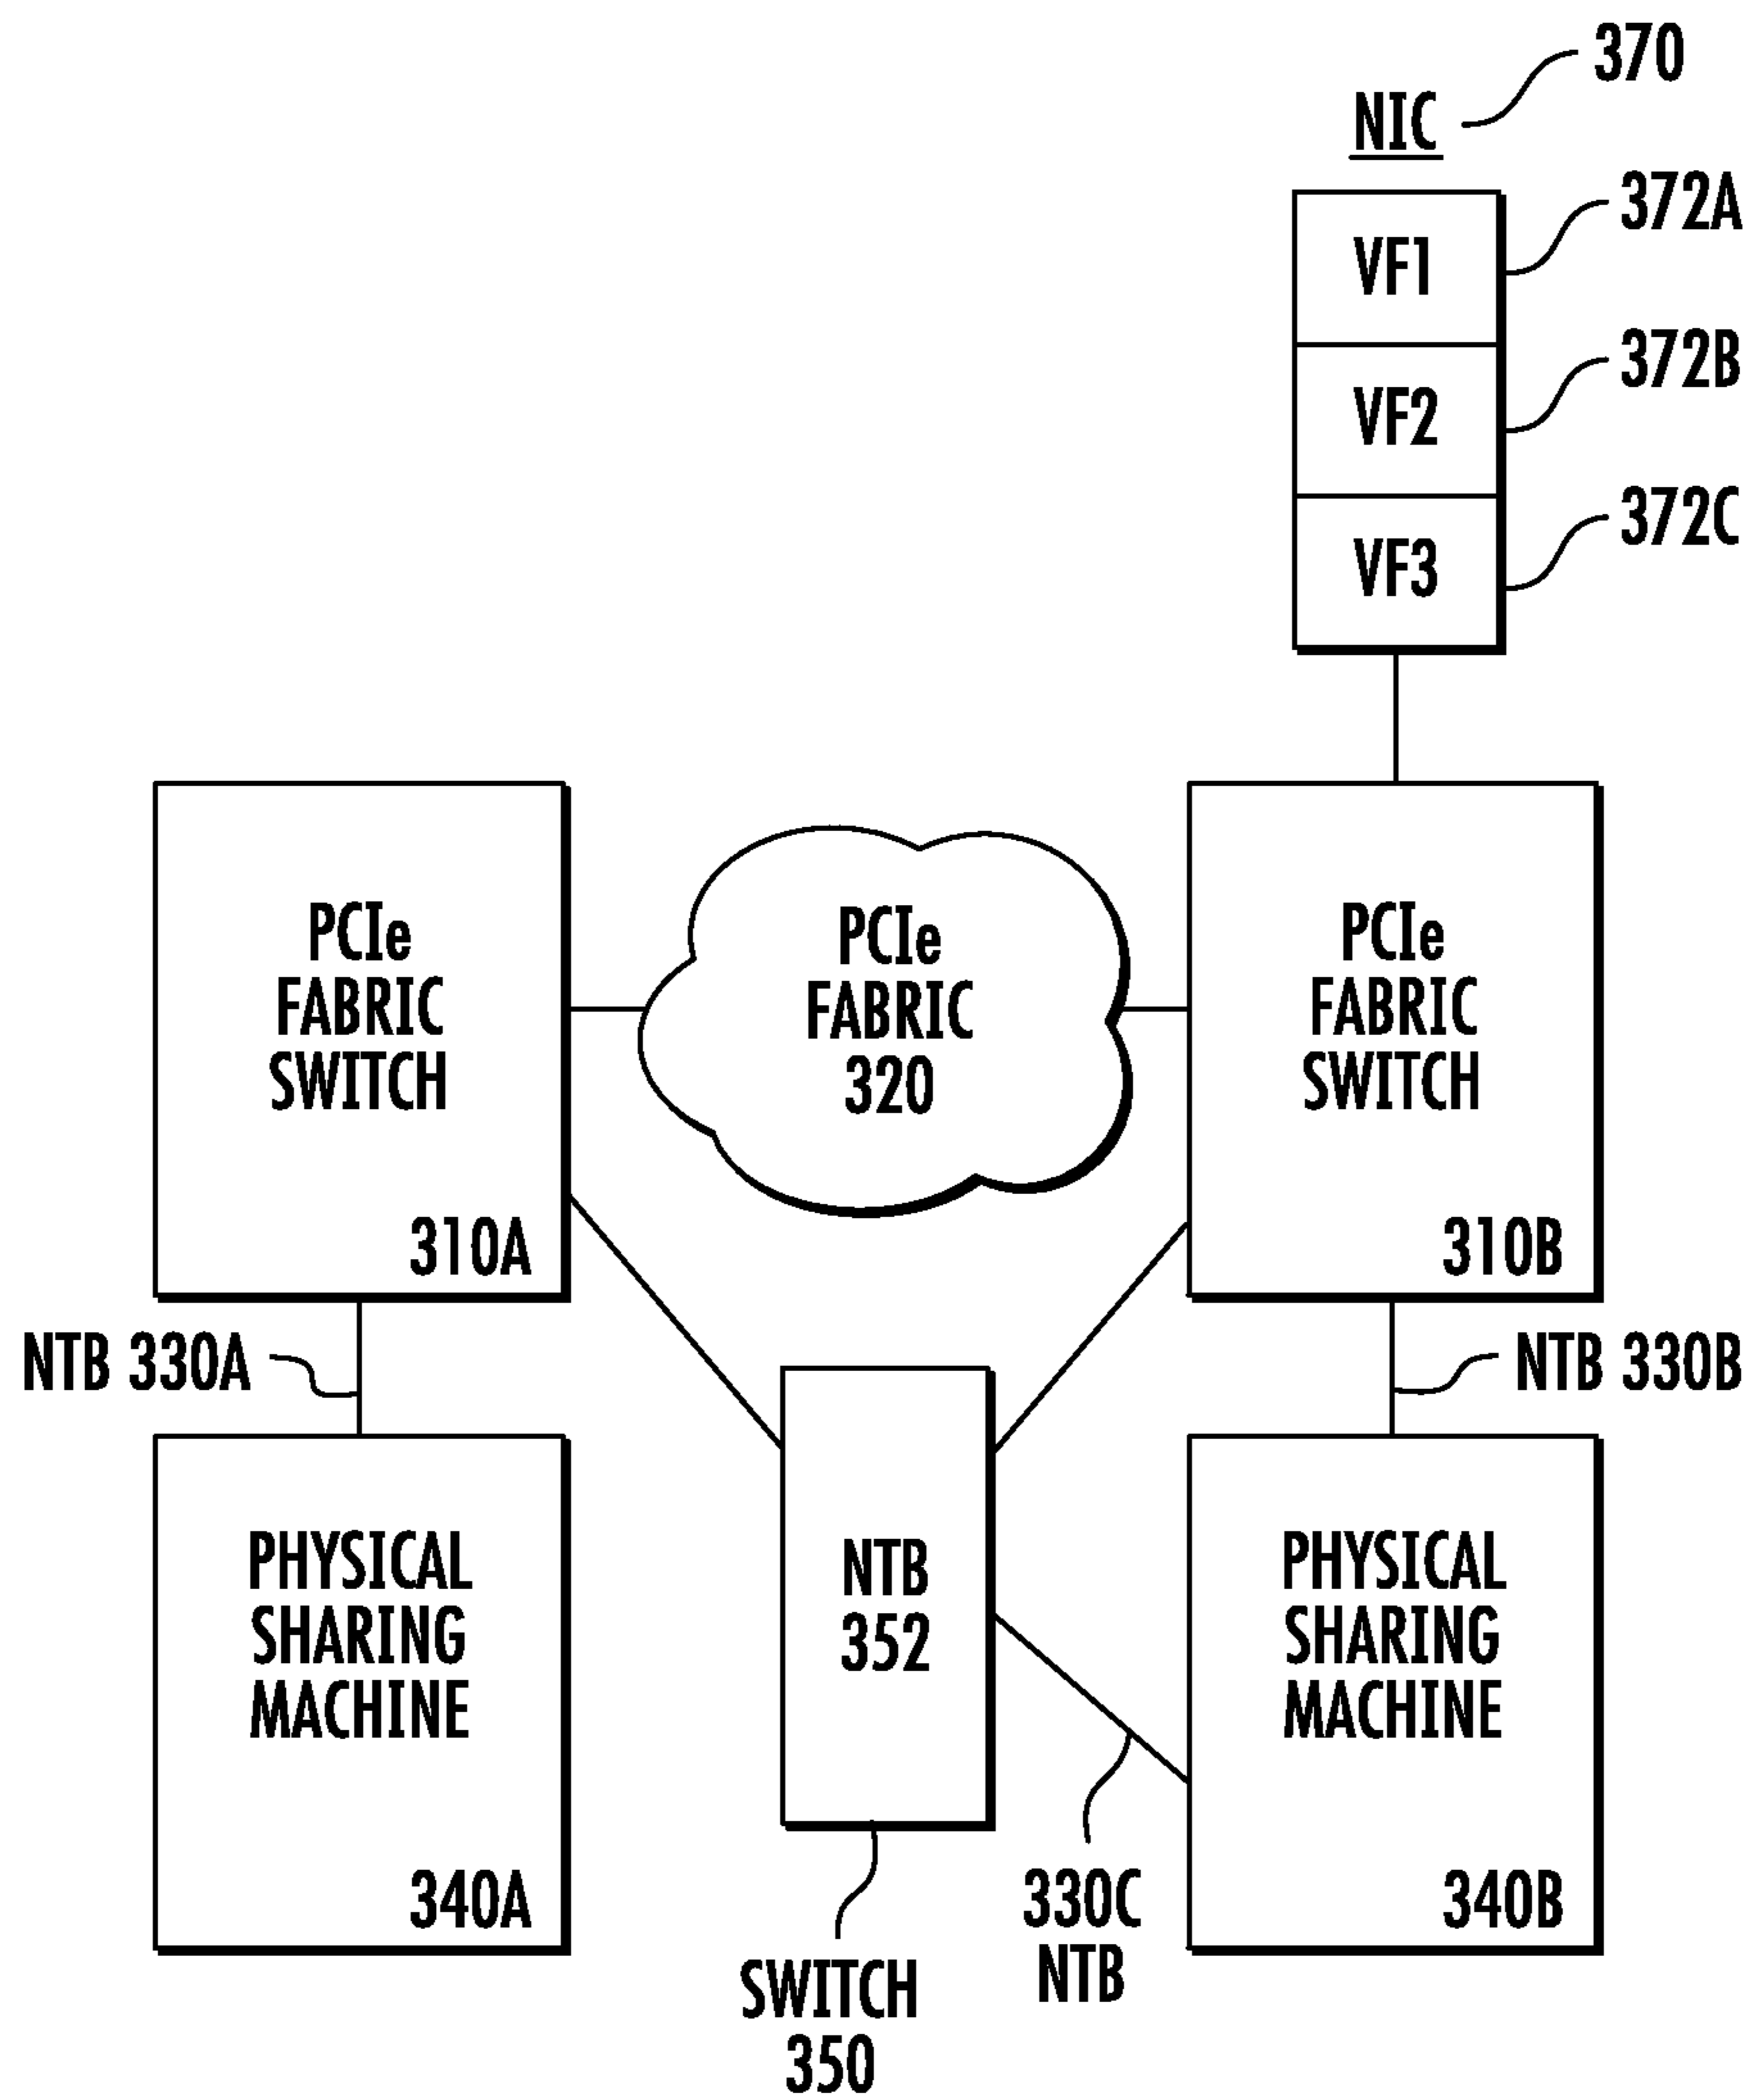 370
NIC
372A
VF1
372B
VF2
372C
VF3
PCIe
FABRIC
SWITCH
310A
PCIe
FABRIC
320
PCIe
FABRIC
SWITCH
310B
NTB 330A
NTB 330B
PHYSICAL
SHARING
MACHINE
340A
NTB
352
PHYSICAL
SHARING
MACHINE
340B
330C
NTB
SWITCH
350